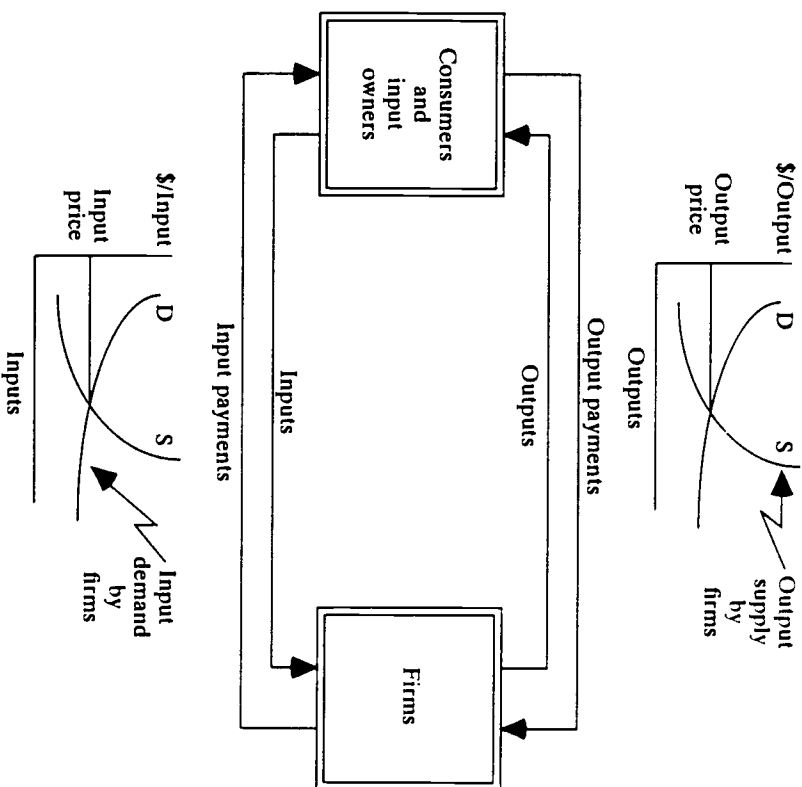 $/Output
Output
price
D
S
Output
supply
by
firms
Outputs
Output payments
Outputs
Consumers
and
input
owners
Firms
Inputs
Input payments
$/Input
Input
price
D
S
Input
demand
by
firms
Inputs